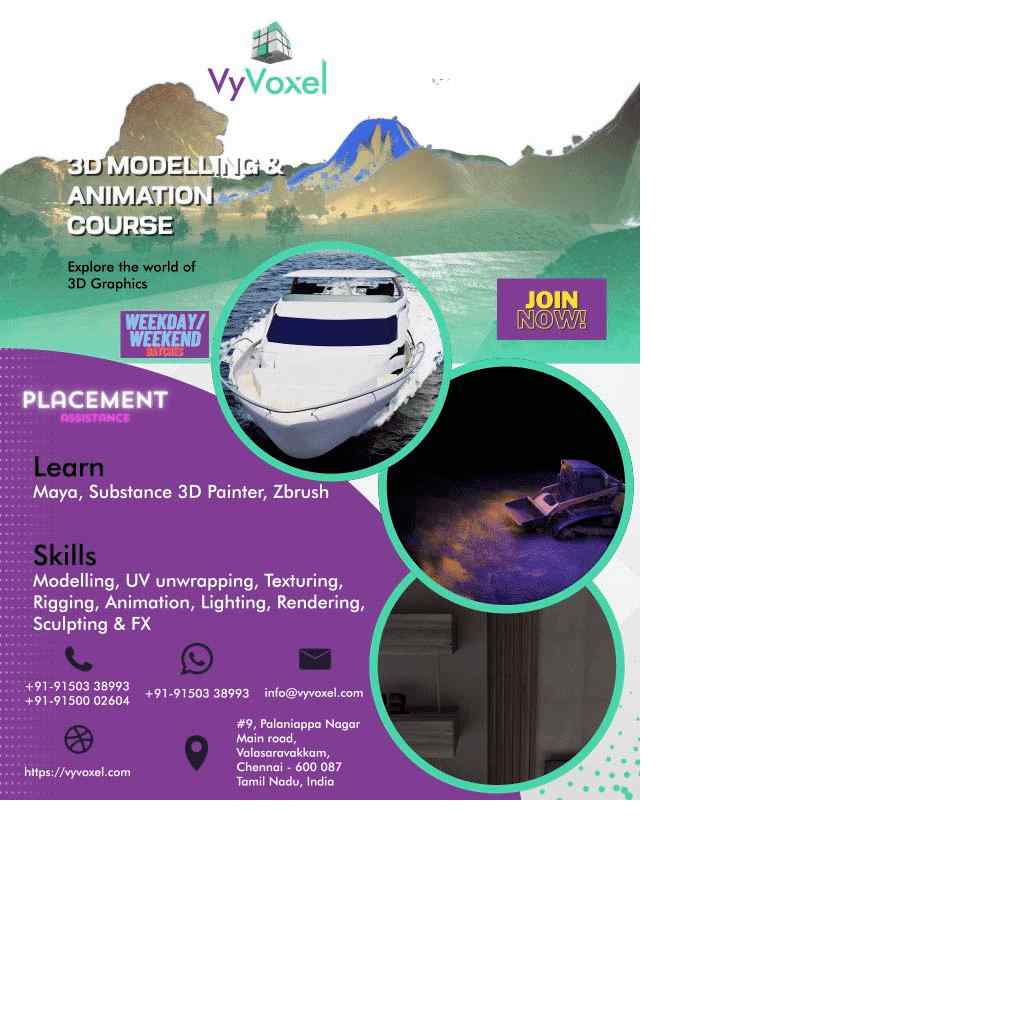 VyVoxel
3D MODELLING &
ANIMATION
COURSE
Explore the world of
3D Graphics
WEEKDAY/
WEEKEND
BATCHES
JOIN
NOW!
PLACEMENT
ASSISTANCE
Learn
Maya, Substance 3D Painter, Zbrush
Skills
Modelling, UV unwrapping, Texturing,
Rigging, Animation, Lighting, Rendering,
Sculpting & FX
+91-91503 38993
+91-91500 02604
+91-91503 38993
info@vyvoxel.com
https://vyvoxel.com
#9, Palaniappa Nagar
Main road,
Valasaravakkam,
Chennai - 600 087
Tamil Nadu, India